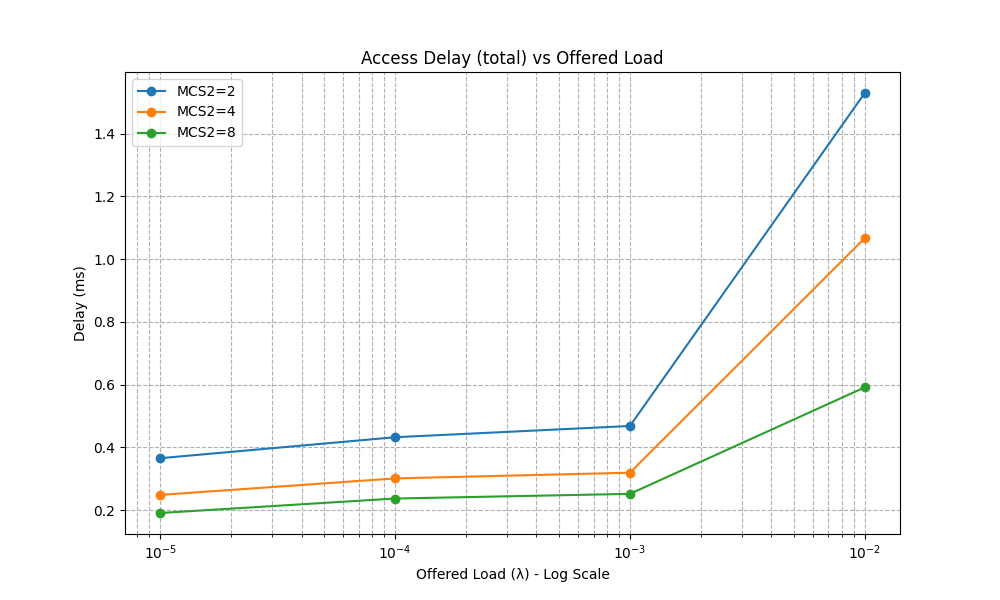 Access Delay (total) vs Offered Load
MCS2=2
MCS2=4
MCS2=8
Delay (ms)
1.4
1.2
1.0
0.8
0.6
0.4
0.2
10⁻⁵ 10⁻⁴ 10⁻³ 10⁻²
Offered Load (λ) - Log Scale